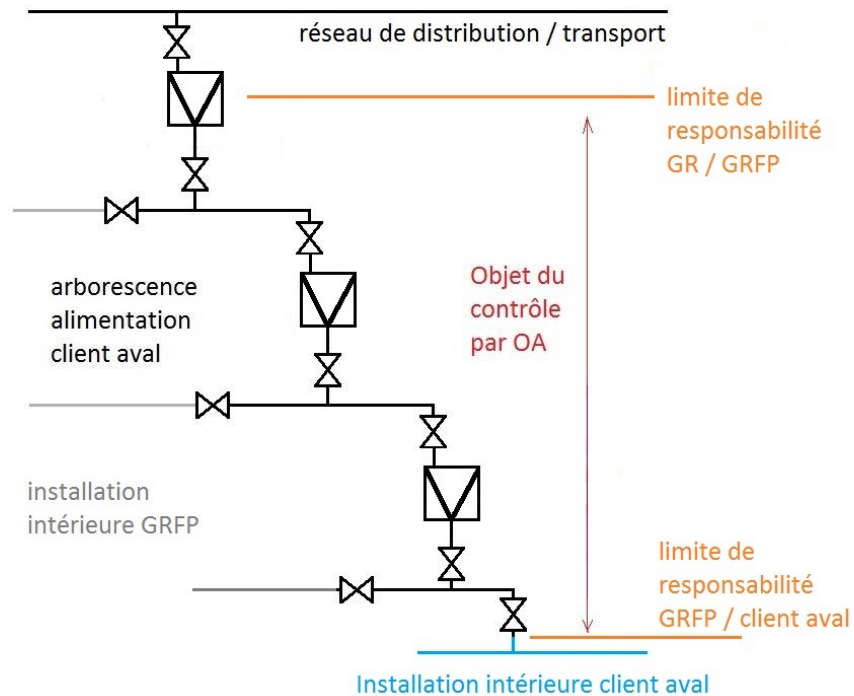 réseau de distribution / transport
limite de
responsabilité
GR / GRFP
Objet du
contrôle
par OA
arborescence
alimentation
client aval
installation
intérieure GRFP
limite de
responsabilité
GRFP / client aval
Installation intérieure client aval